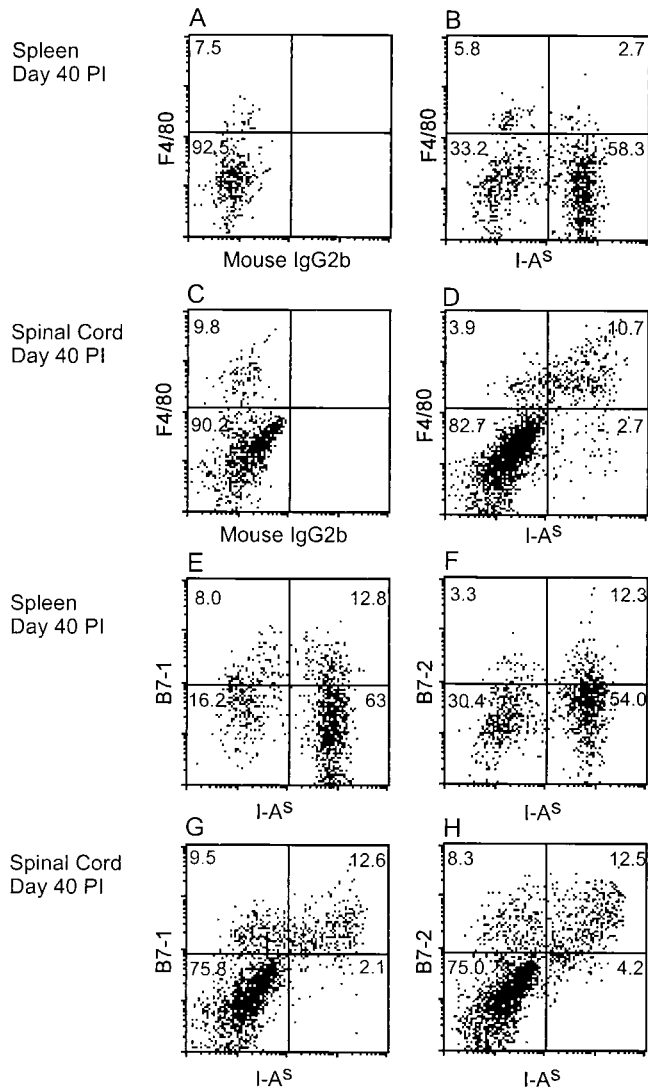 A
B
Spleen
Day 40 PI
7.5
92.5
F4/80
Mouse IgG2b
5.8
2.7
33.2
58.3
F4/80
I-Aˢ
C
D
Spinal Cord
Day 40 PI
9.8
90.2
F4/80
Mouse IgG2b
3.9
10.7
82.7
2.7
F4/80
I-Aˢ
E
F
Spleen
Day 40 PI
8.0
12.8
16.2
63
B7-1
I-Aˢ
3.3
12.3
30.4
54.0
B7-2
I-Aˢ
G
H
Spinal Cord
Day 40 PI
9.5
12.6
75.8
2.1
B7-1
I-Aˢ
8.3
12.5
75.0
4.2
B7-2
I-Aˢ